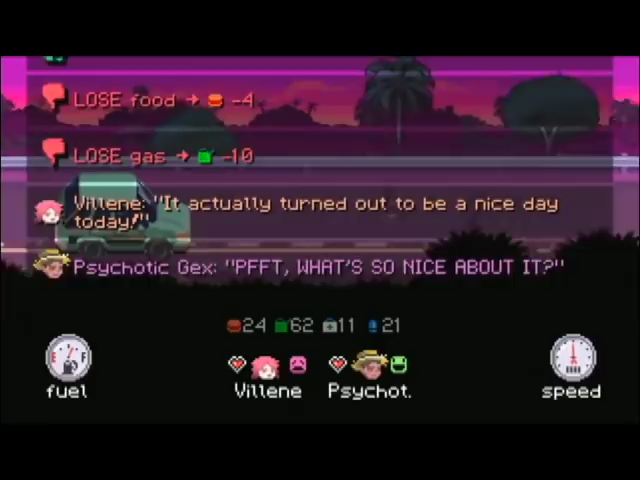 LOSE food → -4
LOSE gas → -10
Villene: "It actually turned out to be a nice day
today!"
Psychotic Gex: "PFFT, WHAT'S SO NICE ABOUT IT?"
24 62 11 21
E F
fuel Villene Psychot. speed